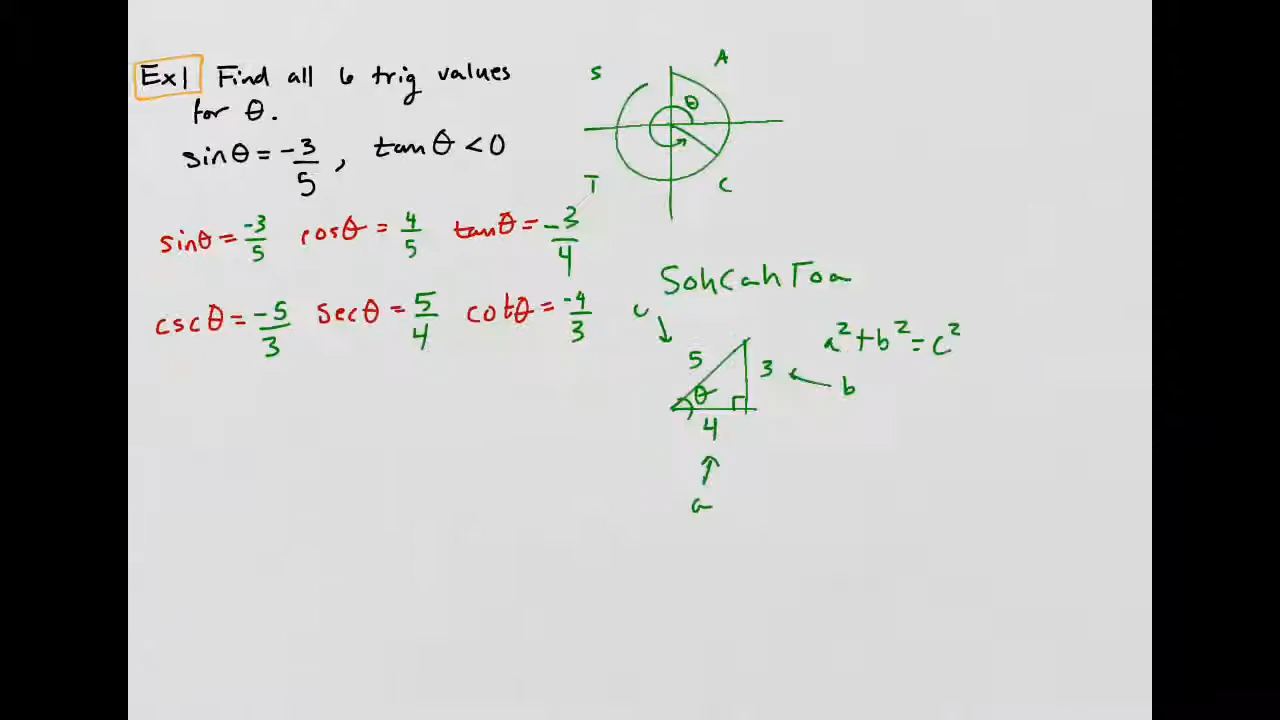 Ex1 Find all 6 trig values
for θ.
sinθ = -3/5, tanθ < 0
S A
θ
T C
sinθ = -3/5 cosθ = 4/5 tanθ = -3/4
cscθ = -5/3 secθ = 5/4 cotθ = -4/3
SohCahToa
c
5 θ 3
4
b
a
a² + b² = c²